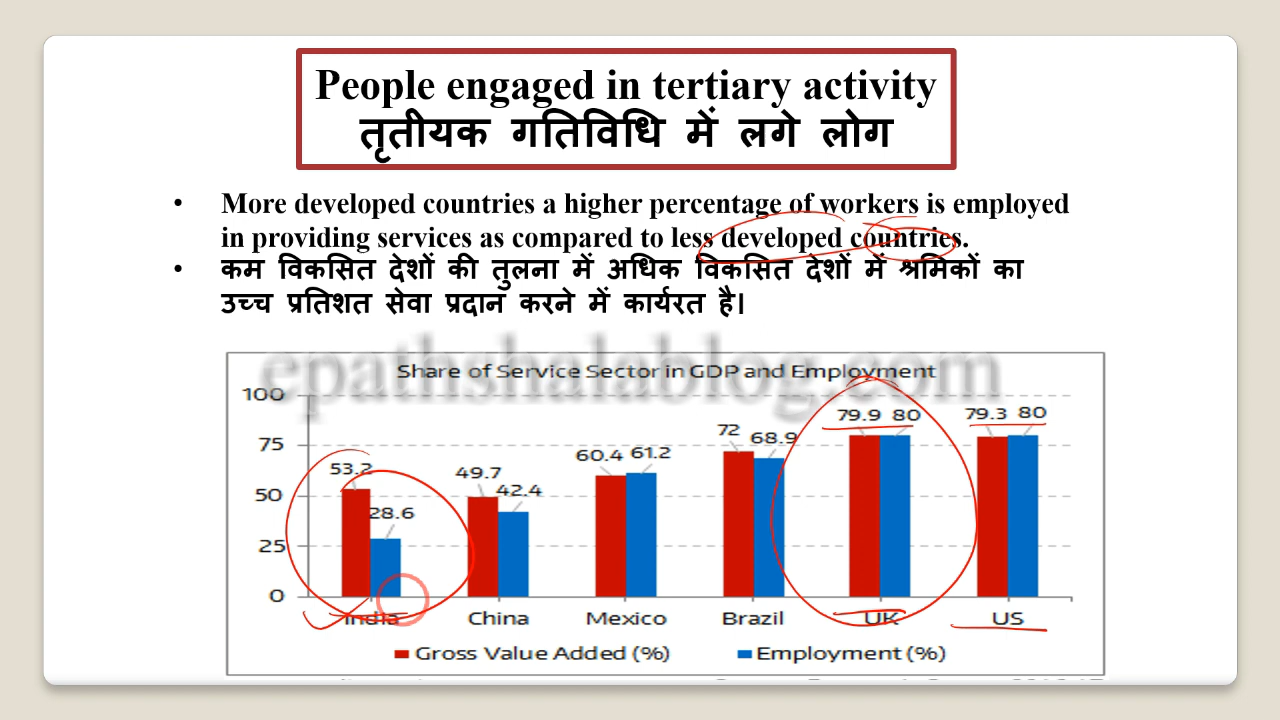 People engaged in tertiary activity
तृतीयक गतिविधि में लगे लोग
• More developed countries a higher percentage of workers is employed
in providing services as compared to less developed countries.
• कम विकसित देशों की तुलना में अधिक विकसित देशों में श्रमिकों का
उच्च प्रतिशत सेवा प्रदान करने में कार्यरत है।
epathshalablog.com
Share of Service Sector in GDP and Employment
100
75
50
25
0
53.2 28.6
49.7 42.4
60.4 61.2
72 68.9
79.9 80
79.3 80
India China Mexico Brazil UK US
Gross Value Added (%) Employment (%)